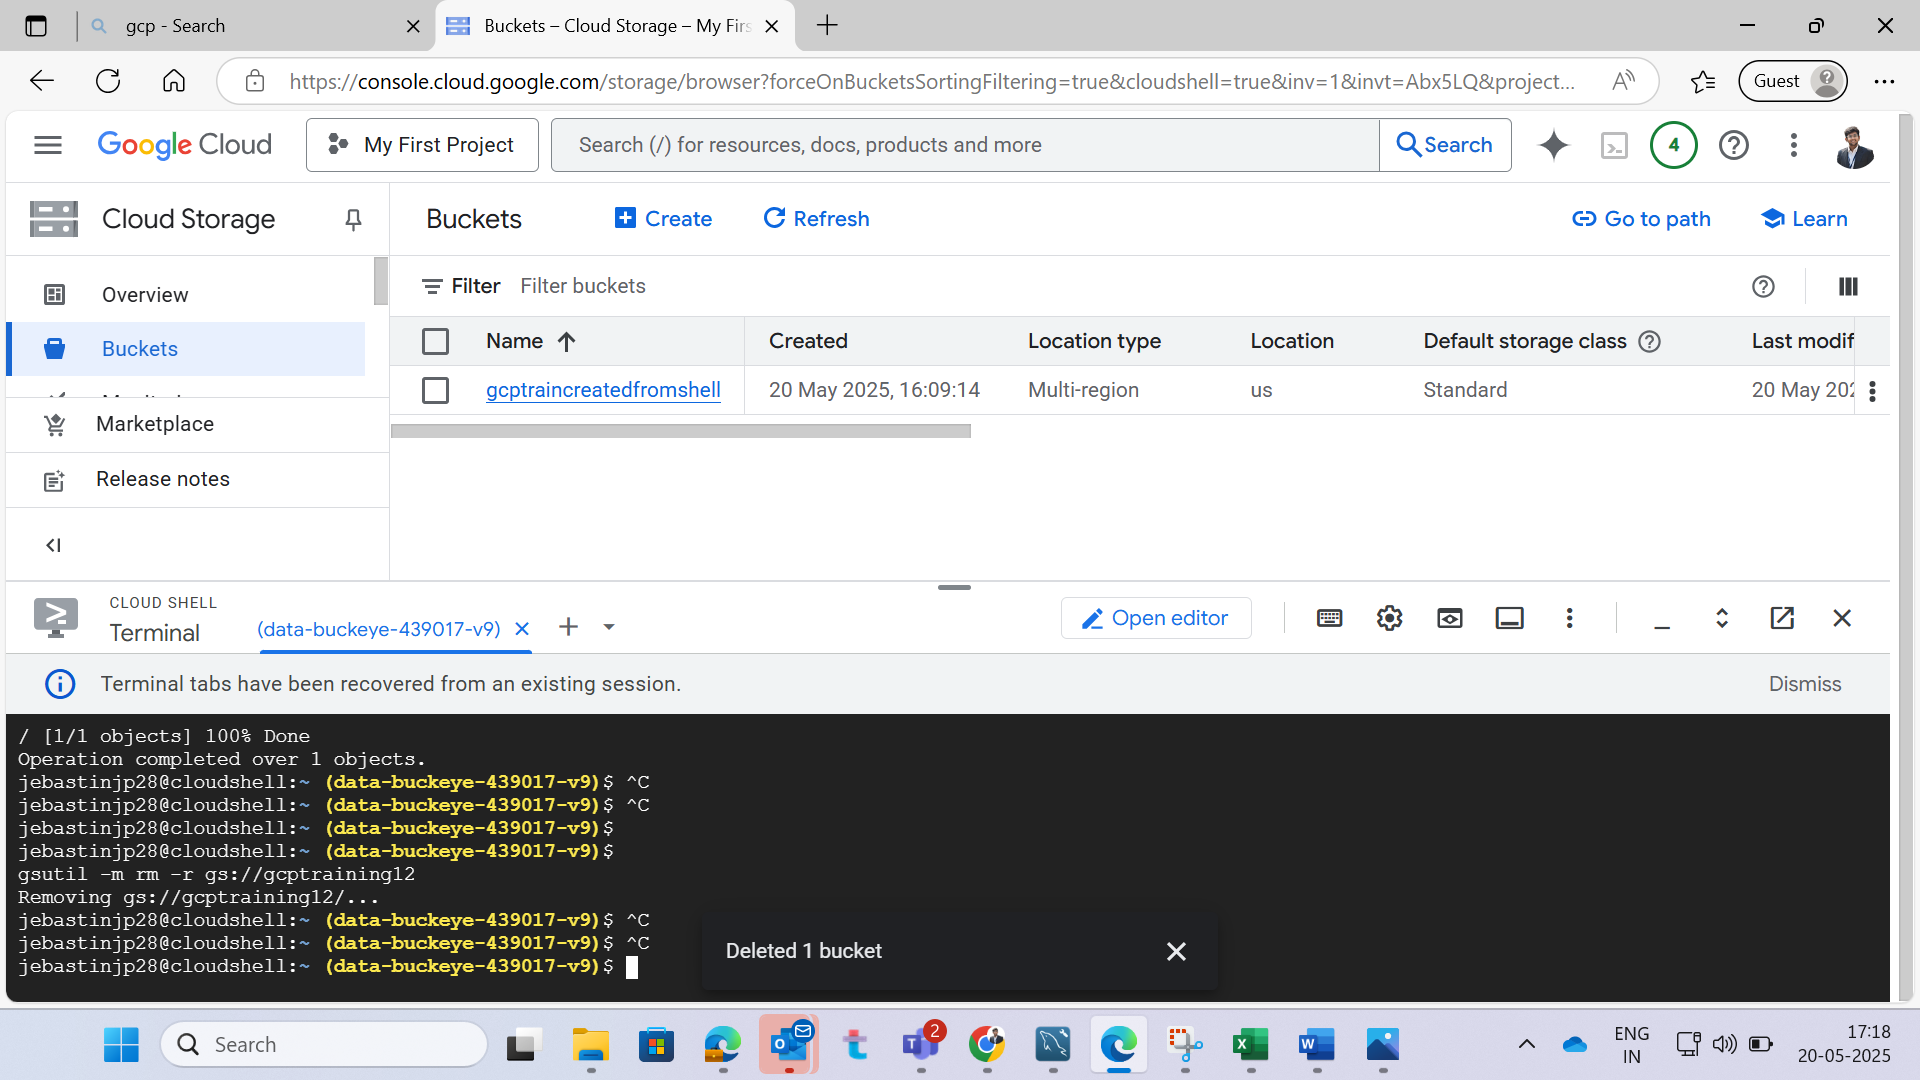 gcp - Search
Buckets – Cloud Storage – My Firs
https://console.cloud.google.com/storage/browser?forceOnBucketsSortingFiltering=true&cloudshell=true&inv=1&invt=Abx5LQ&project...
Guest
Google Cloud
My First Project
Search (/) for resources, docs, products and more
Search
4
Cloud Storage
Buckets
Create
Refresh
Go to path
Learn
Overview
Buckets
Marketplace
Release notes
Filter
Filter buckets
Name
Created
Location type
Location
Default storage class
Last modif
gcptraincreatedfromshell
20 May 2025, 16:09:14
Multi-region
us
Standard
20 May 202
CLOUD SHELL
Terminal
(data-buckeye-439017-v9)
Open editor
Terminal tabs have been recovered from an existing session.
Dismiss
/ [1/1 objects] 100% Done
Operation completed over 1 objects.
jebastinjp28@cloudshell:~ (data-buckeye-439017-v9)$ ^C
jebastinjp28@cloudshell:~ (data-buckeye-439017-v9)$ ^C
jebastinjp28@cloudshell:~ (data-buckeye-439017-v9)$
jebastinjp28@cloudshell:~ (data-buckeye-439017-v9)$
gsutil -m rm -r gs://gcptraining12
Removing gs://gcptraining12/...
jebastinjp28@cloudshell:~ (data-buckeye-439017-v9)$ ^C
jebastinjp28@cloudshell:~ (data-buckeye-439017-v9)$ ^C
jebastinjp28@cloudshell:~ (data-buckeye-439017-v9)$
Deleted 1 bucket
Search
2
ENG
IN
17:18
20-05-2025